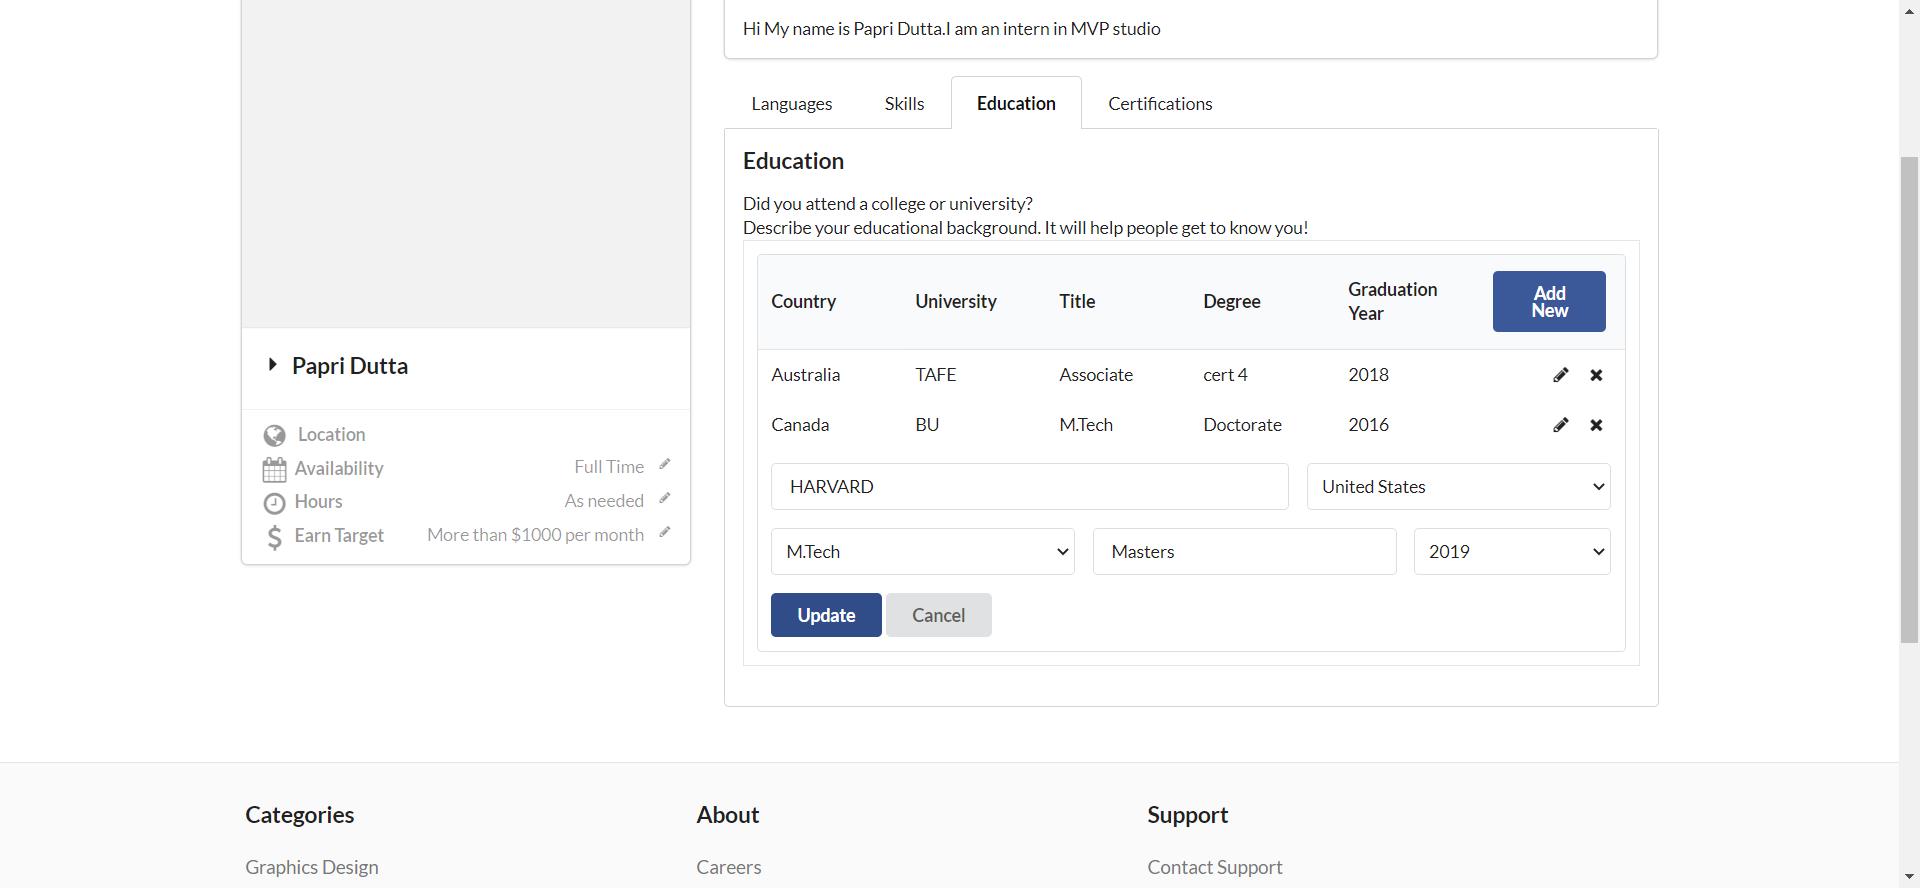 Hi My name is Papri Dutta.I am an intern in MVP studio
Languages Skills Education Certifications
Education
Did you attend a college or university?
Describe your educational background. It will help people get to know you!
Country University Title Degree Graduation Year Add New
Australia TAFE Associate cert 4 2018
Canada BU M.Tech Doctorate 2016
HARVARD United States
M.Tech Masters 2019
Update Cancel
Papri Dutta
Location
Availability Full Time
Hours As needed
Earn Target More than $1000 per month
Categories About Support
Graphics Design Careers Contact Support